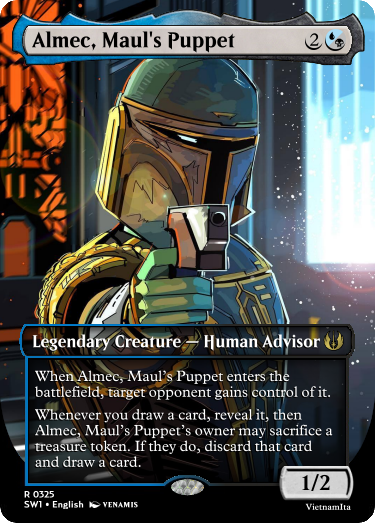 Almec, Maul's Puppet 2
Legendary Creature — Human Advisor
When Almec, Maul's Puppet enters the
battlefield, target opponent gains control of it.
Whenever you draw a card, reveal it, then
Almec, Maul's Puppet's owner may sacrifice a
treasure token. If they do, discard that card
and draw a card.
1/2
R 0325
SW1 • English VENAMIS
VietnamIta